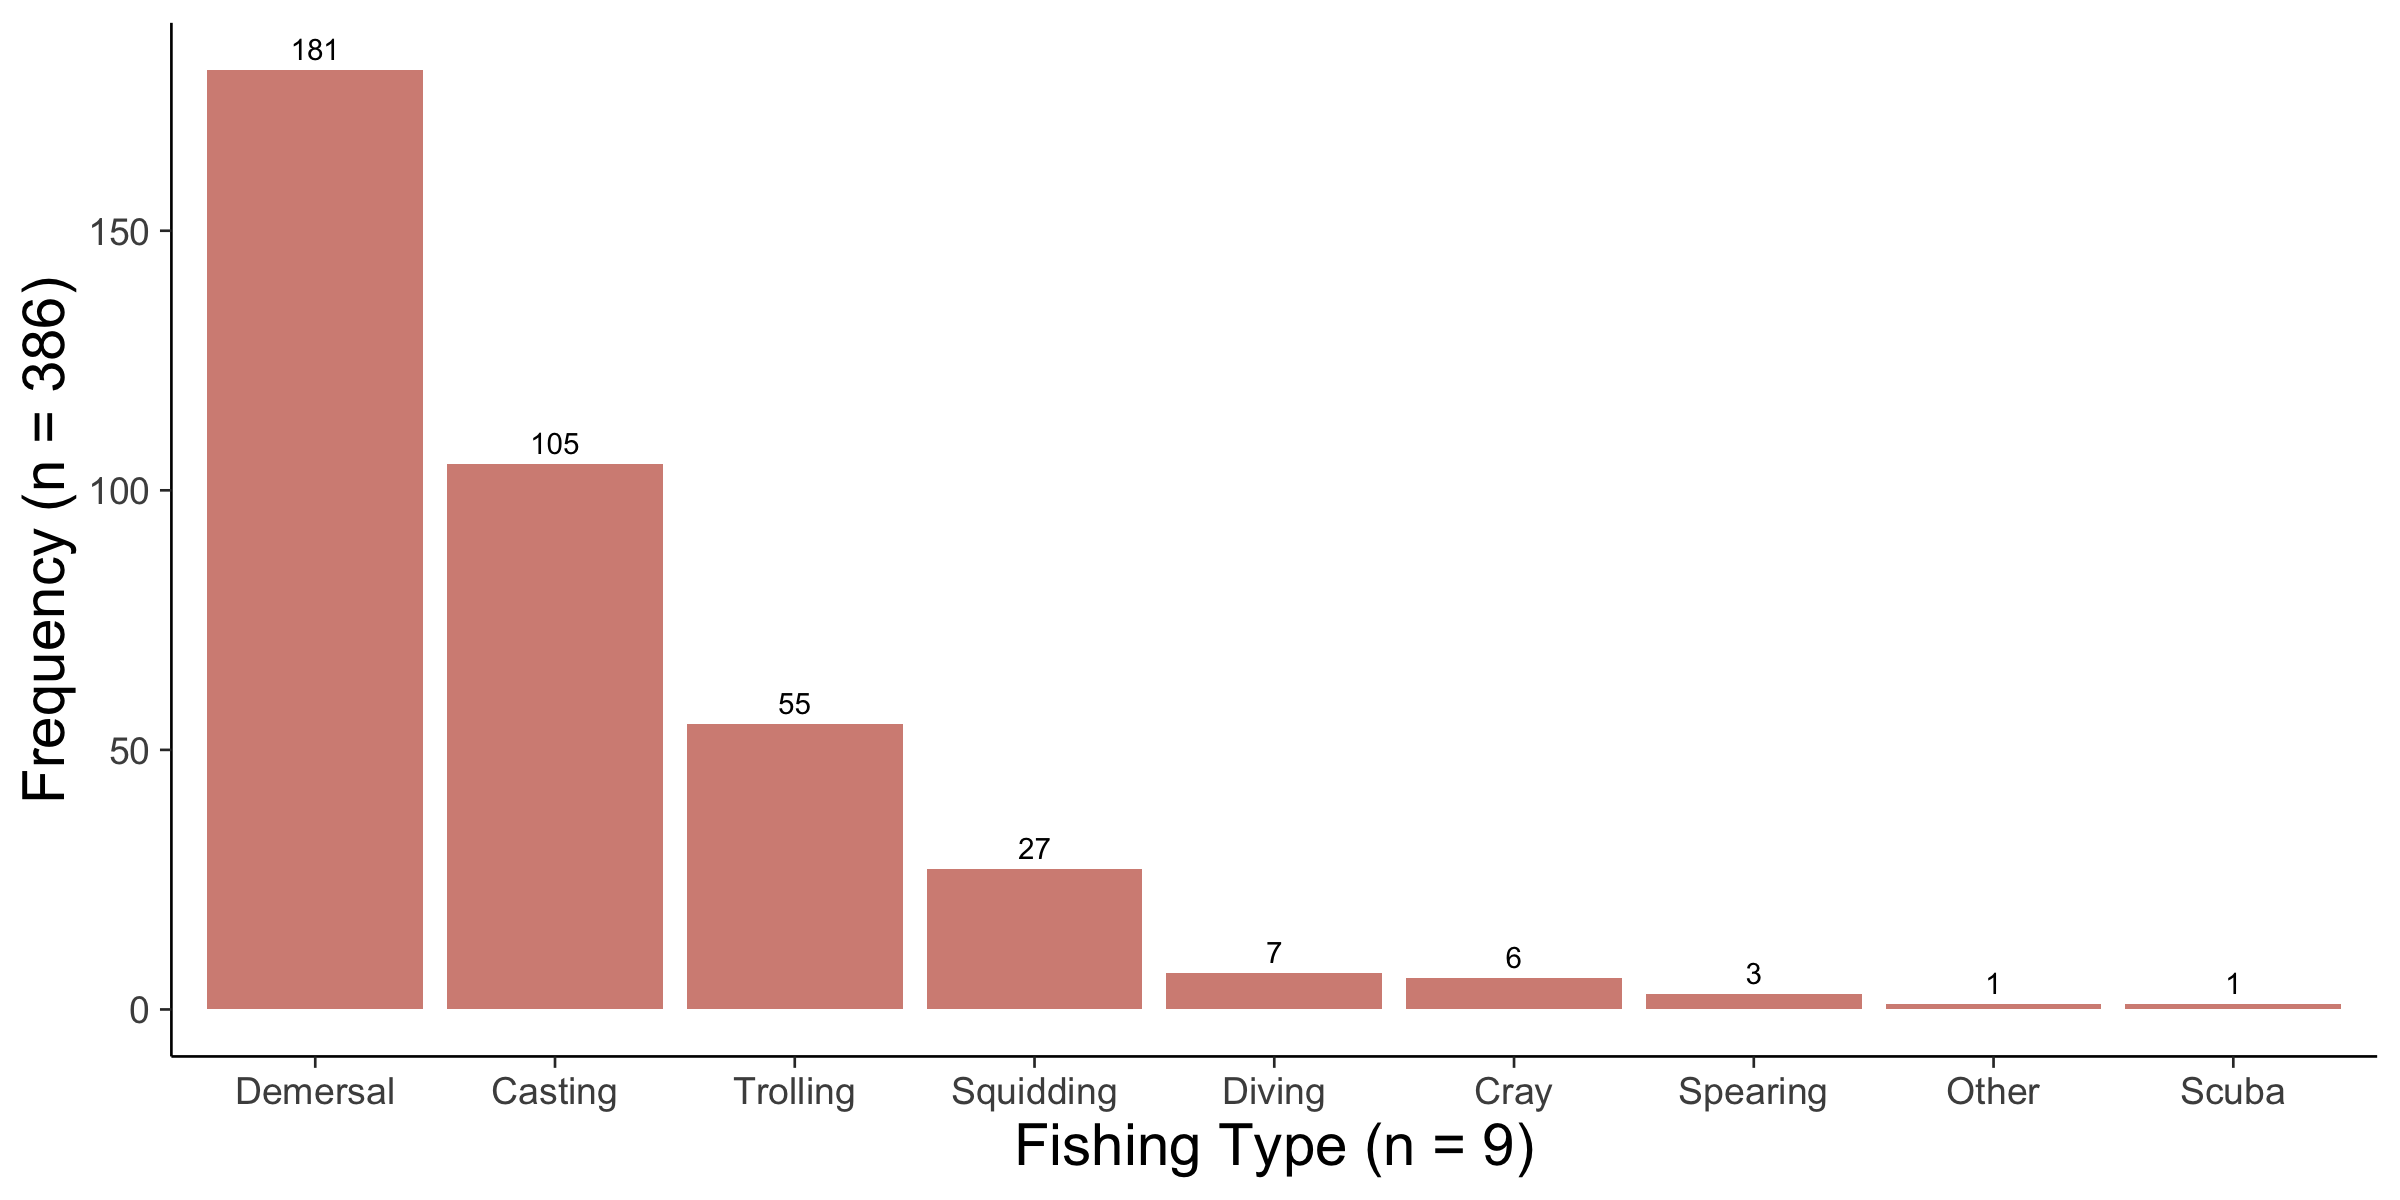 Frequency (n = 386)
150
100
50
0
181
105
55
27
7
6
3
1
1
Demersal
Casting
Trolling
Squidding
Diving
Cray
Spearing
Other
Scuba
Fishing Type (n = 9)